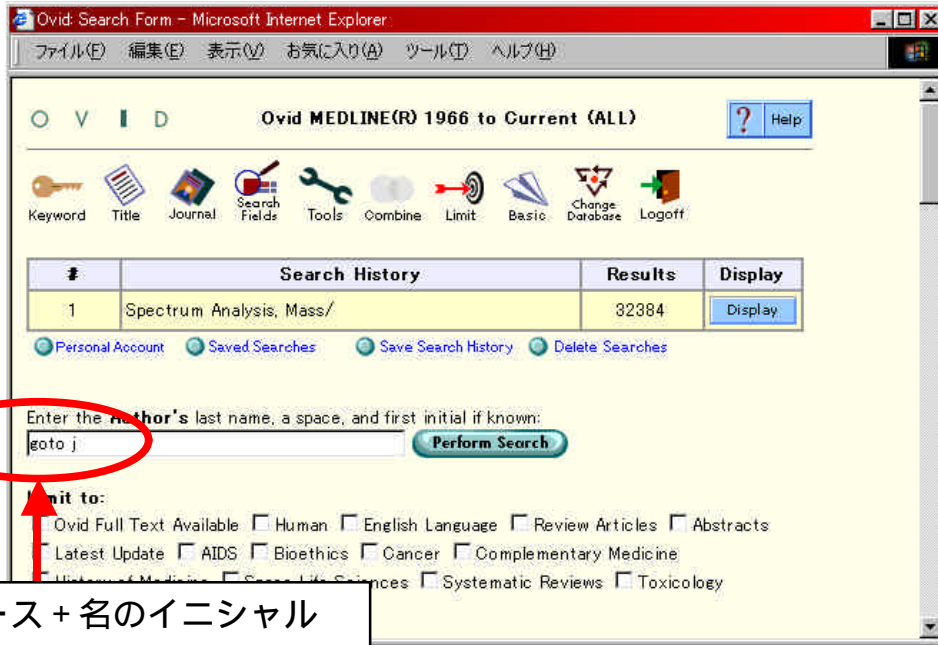 Ovid: Search Form - Microsoft Internet Explorer
ファイル(F) 編集(E) 表示(V) お気に入り(A) ツール(T) ヘルプ(H)
O V I D Ovid MEDLINE(R) 1966 to Current (ALL) ? Help
Keyword Title Journal Search Fields Tools Combine Limit Basic Change Database Logoff
# Search History Results Display
1 Spectrum Analysis, Mass/ 32384 Display
Personal Account Saved Searches Save Search History Delete Searches
Enter the Author's last name, a space, and first initial if known:
goto j Perform Search
Limit to:
Ovid Full Text Available Human English Language Review Articles Abstracts
Latest Update AIDS Bioethics Cancer Complementary Medicine
History of Medicine Space Life Sciences Systematic Reviews Toxicology
ース+名のイニシャル